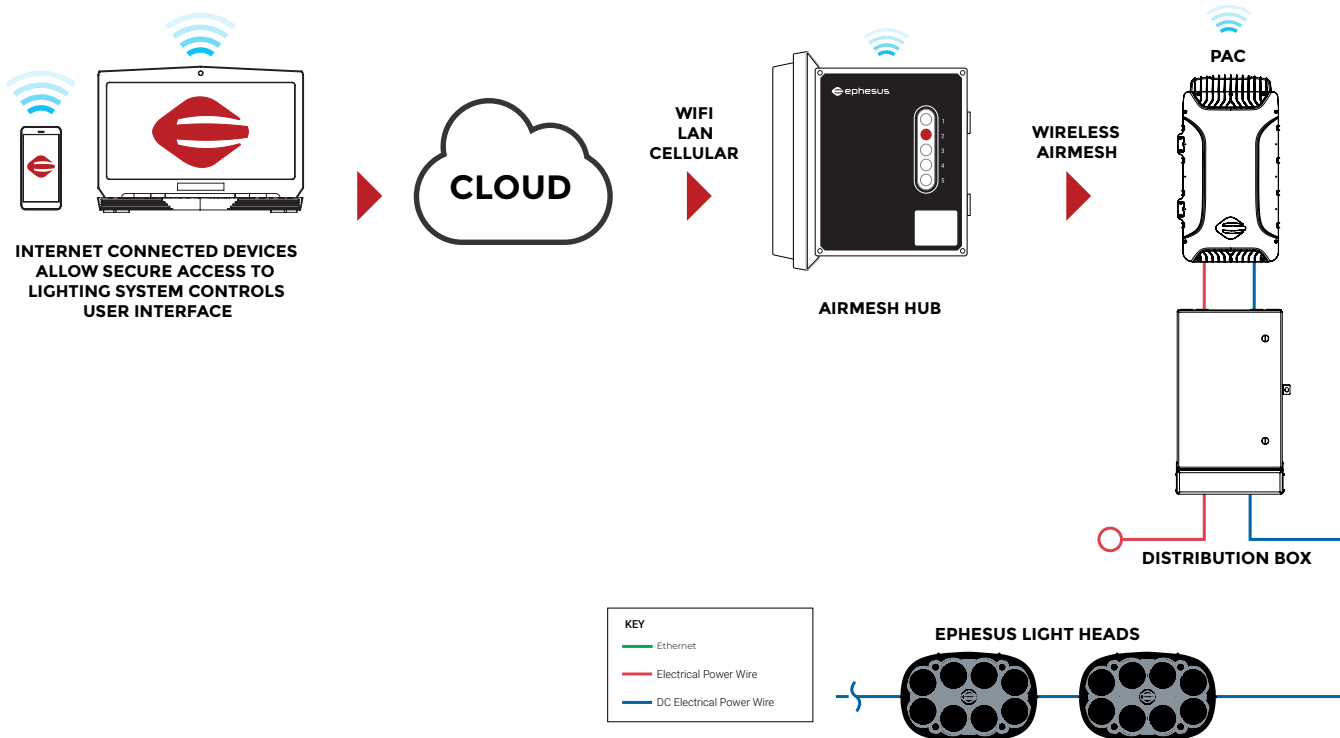 PAC
ephesus
1
2
3
4
5
WIFI
LAN
CELLULAR
WIRELESS
AIRMESH
CLOUD
INTERNET CONNECTED DEVICES
ALLOW SECURE ACCESS TO
LIGHTING SYSTEM CONTROLS
USER INTERFACE
AIRMESH HUB
DISTRIBUTION BOX
KEY
Ethernet
Electrical Power Wire
DC Electrical Power Wire
EPHESUS LIGHT HEADS